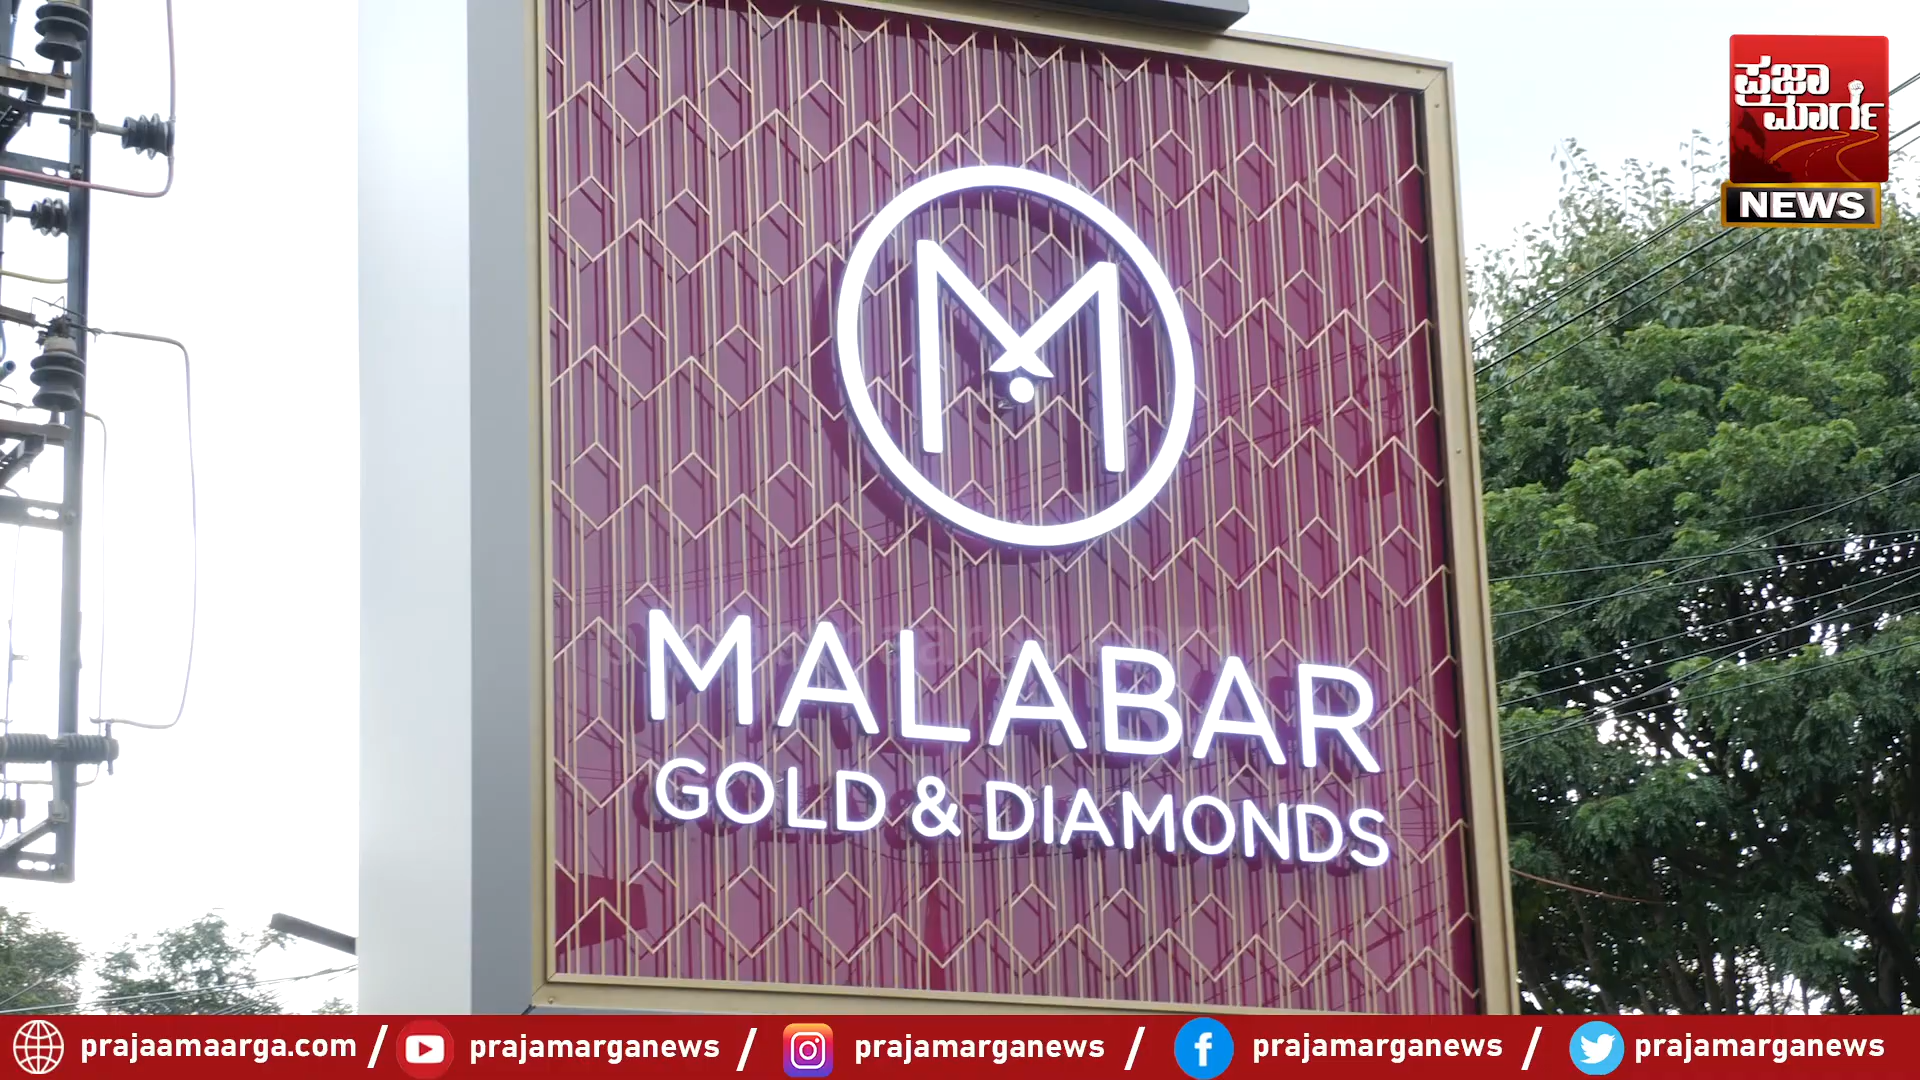 ಪ್ರಜಾ
ಮಾರ್ಗ
NEWS
M
MALABAR
GOLD & DIAMONDS
prajaamaarga.com / prajamarganews / prajamarganews / prajamarganews / prajamarganews